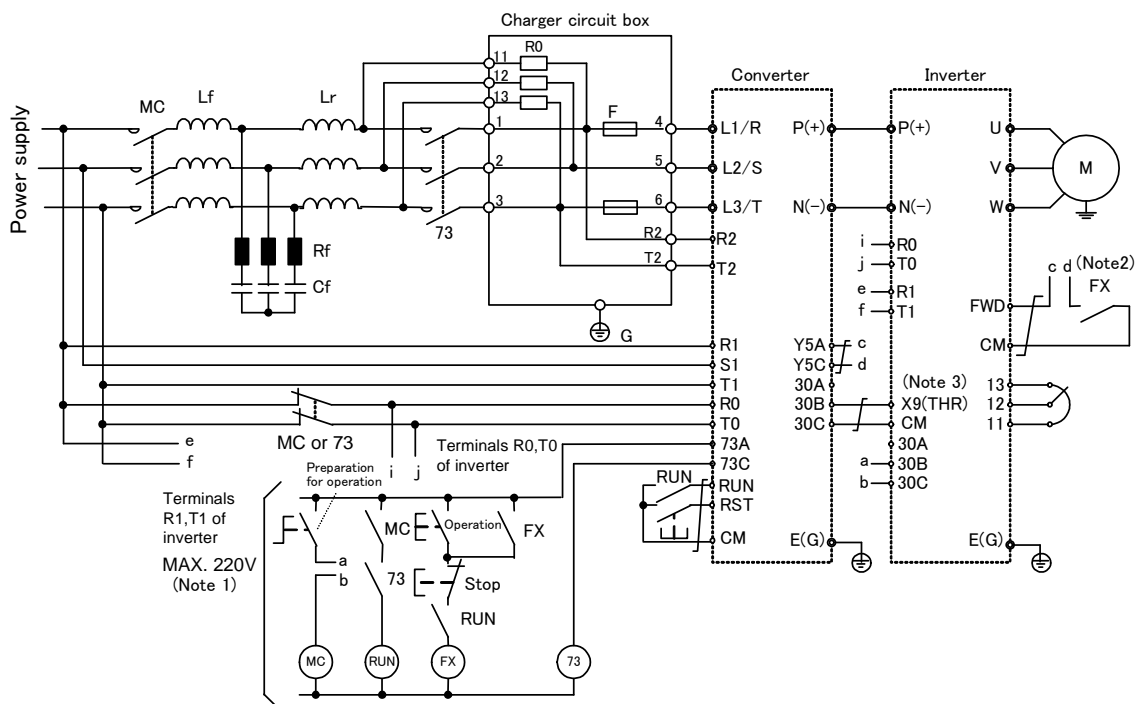 Charger circuit box
11 R0
12
13
Converter
Inverter
MC
Lf
Lr
1
F
4
L1/R
P(+)
P(+)
U
2
5
L2/S
V
M
3
6
L3/T
N(-)
N(-)
W
Power supply
73
Rf
Cf
R2
R2
T2
T2
G
i
R0
j
T0
e
R1
f
T1
c d (Note2)
FX
FWD
CM
R1
S1
T1
R0
T0
73A
73C
RUN
RST
CM
Y5A
c
Y5C
d
30A
30B
30C
E(G)
(Note 3)
X9(THR)
CM
30A
a
30B
b
30C
13
12
11
E(G)
RUN
MC or 73
e
f
i j
Terminals R0,T0
of inverter
Preparation
for operation
Terminals
R1,T1 of
inverter
MAX. 220V
(Note 1)
a
b
MC
Operation
FX
73
Stop
RUN
MC
RUN
FX
73